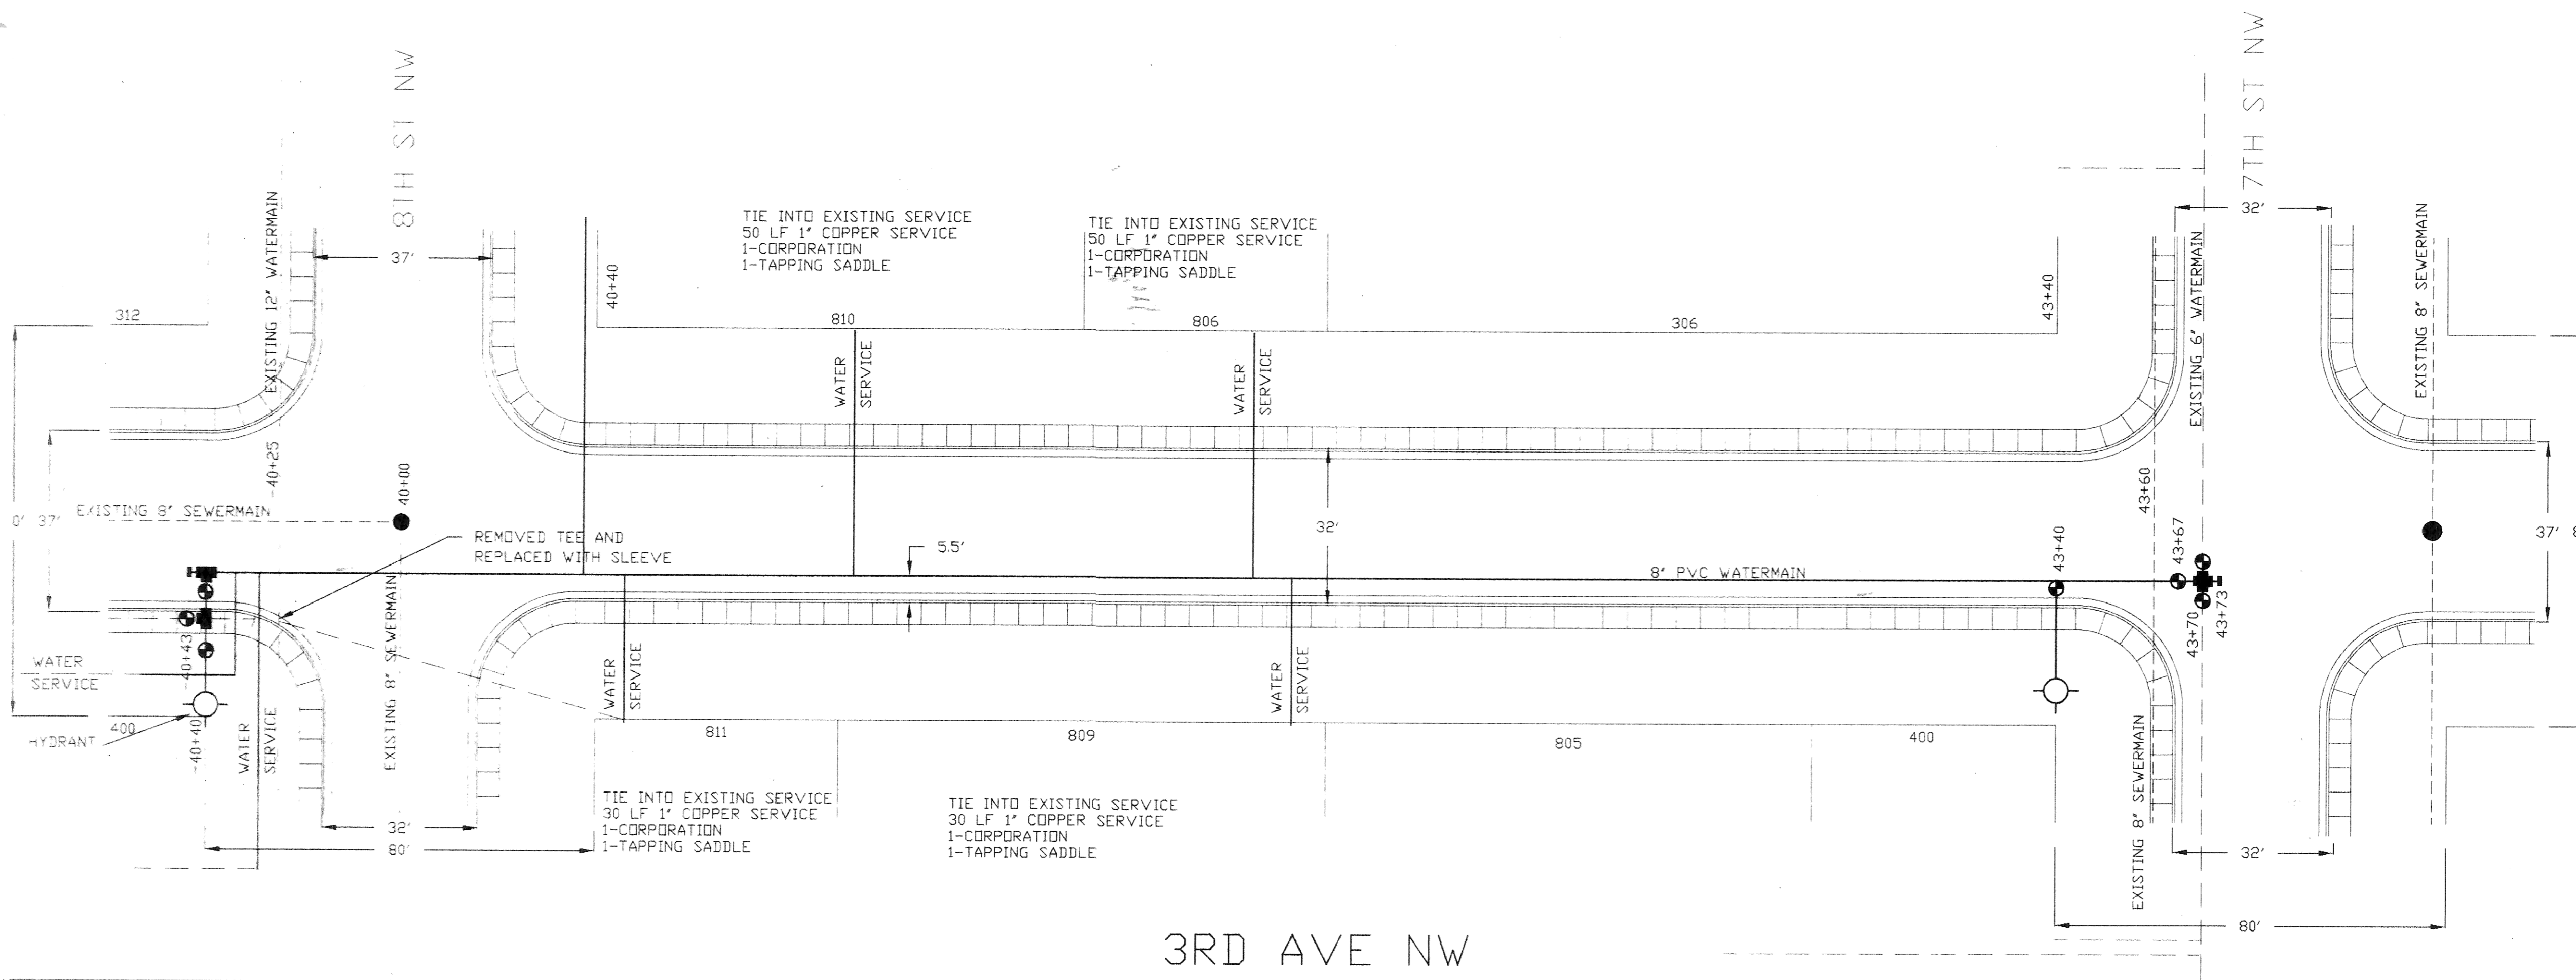 8TH ST NW
7TH ST NW
EXISTING 12" WATERMAIN
37'
40+40
TIE INTO EXISTING SERVICE
50 LF 1" COPPER SERVICE
1-CORPORATION
1-TAPPING SADDLE
TIE INTO EXISTING SERVICE
50 LF 1" COPPER SERVICE
1-CORPORATION
1-TAPPING SADDLE
43+40
32'
EXISTING 6" WATERMAIN
EXISTING 8" SEWERMAIN
312
810
806
306
WATER
SERVICE
WATER
SERVICE
-40+25
40+00
0'
37'
EXISTING 8" SEWERMAIN
REMOVED TEE AND
REPLACED WITH SLEEVE
5.5'
32'
8" PVC WATERMAIN
43+40
43+60
43+67
37'
8
43+70
43+73
-40+43
WATER
SERVICE
EXISTING 8" SEWERMAIN
WATER
SERVICE
WATER
SERVICE
400
HYDRANT
-40+40
WATER
SERVICE
811
809
805
400
EXISTING 8" SEWERMAIN
TIE INTO EXISTING SERVICE
30 LF 1" COPPER SERVICE
1-CORPORATION
1-TAPPING SADDLE
TIE INTO EXISTING SERVICE
30 LF 1" COPPER SERVICE
1-CORPORATION
1-TAPPING SADDLE
32'
80'
32'
80'
3RD AVE NW